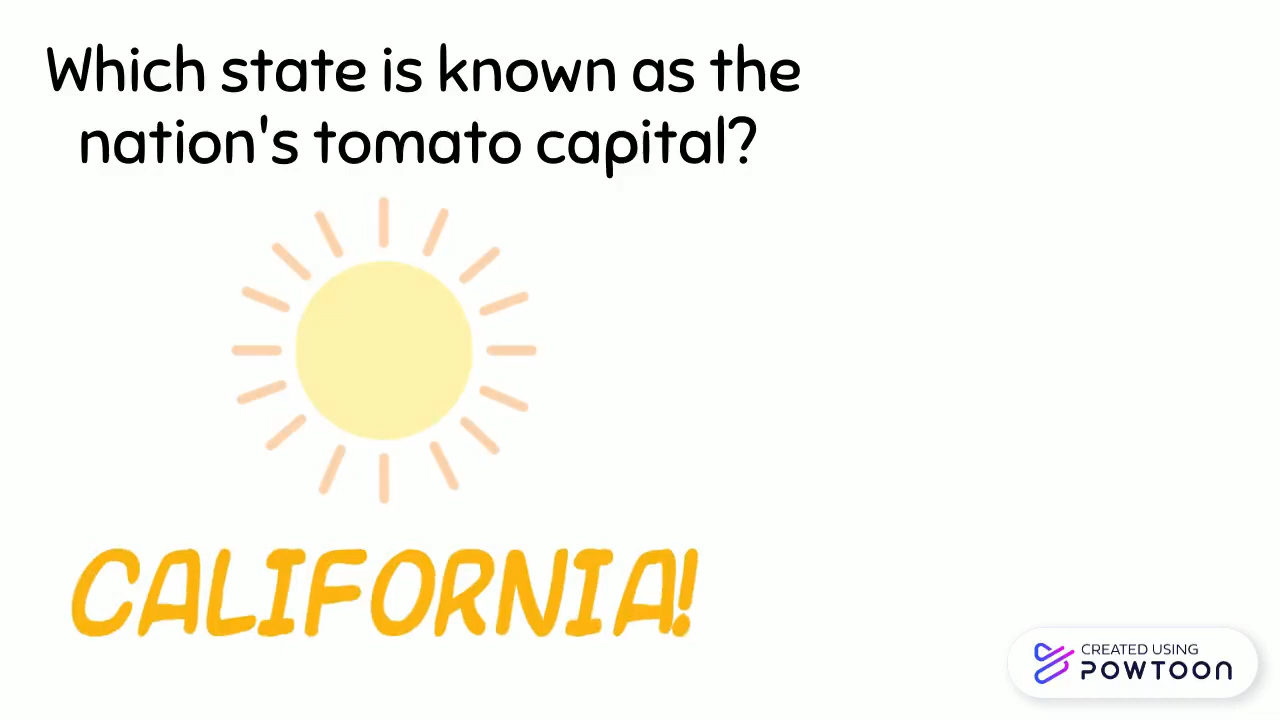 Which state is known as the
nation's tomato capital?
CALIFORNIA!
CREATED USING
POWTOON